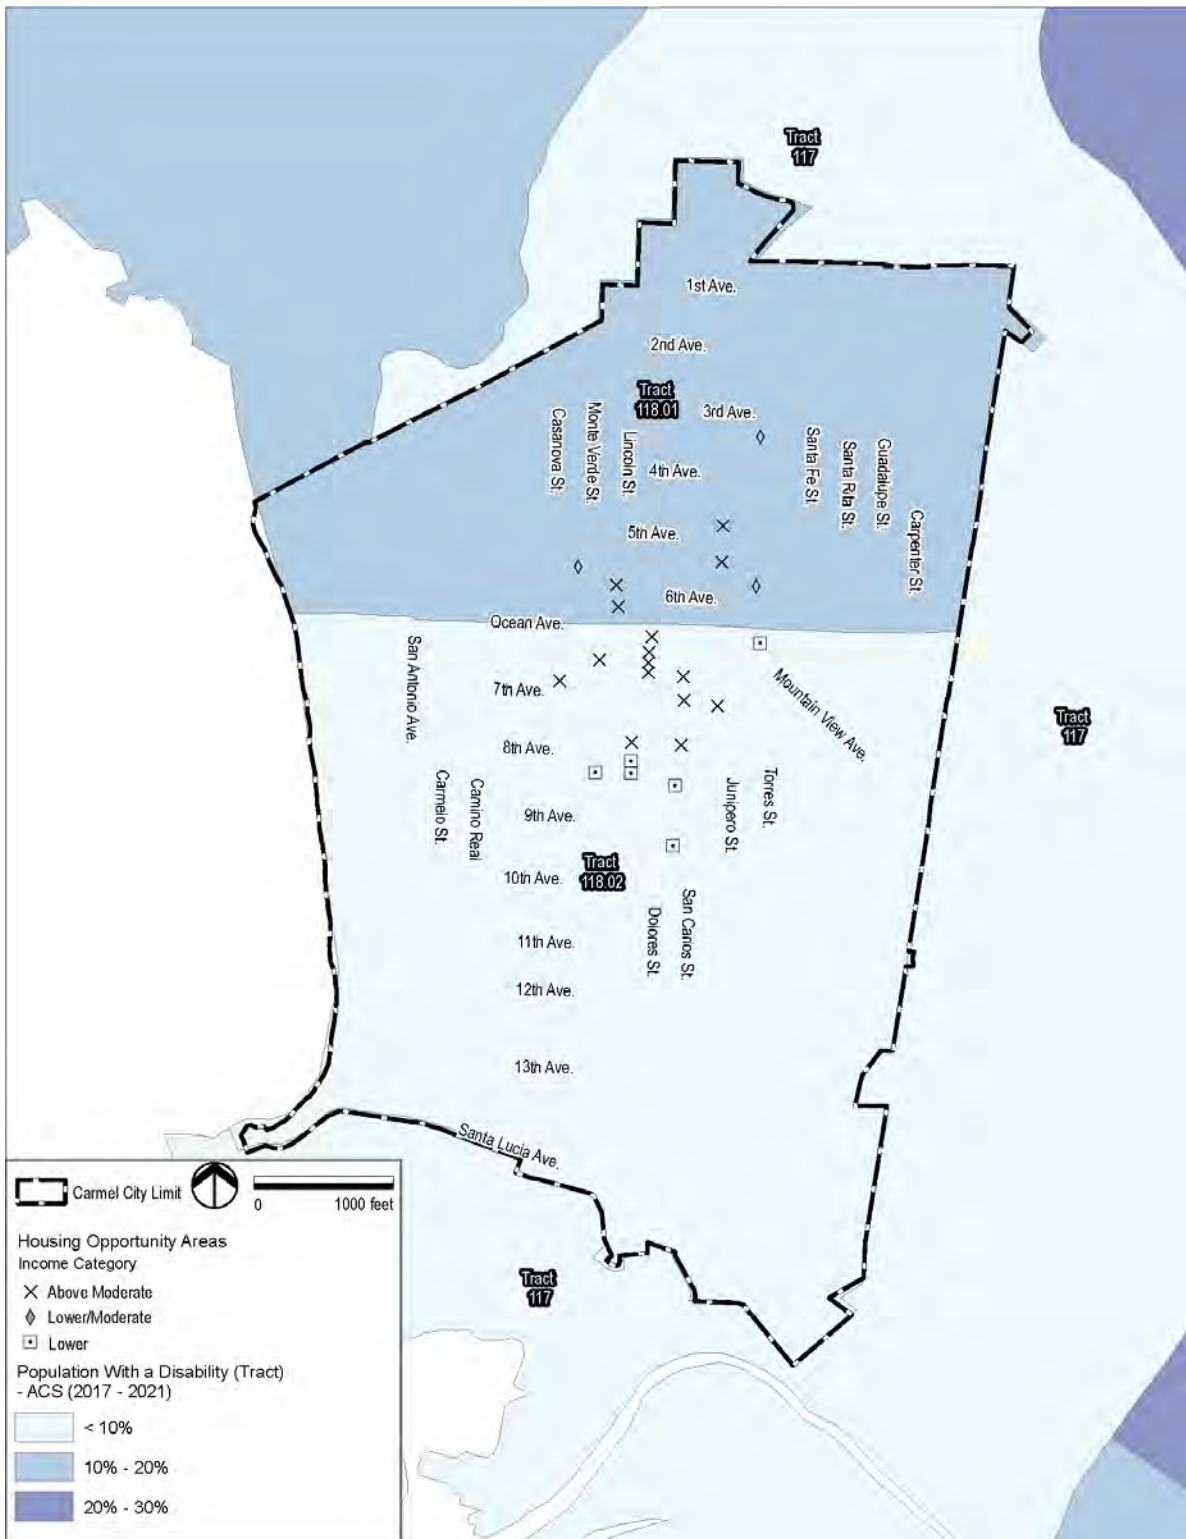 Tract
117
1st Ave.
2nd Ave.
Tract
118.01
3rd Ave.
Casanova St.
Monte Verde St.
Lincoln St.
4th Ave.
Santa Fe St.
Santa Rita St.
Guadalupe St.
Carpenter St.
5th Ave.
6th Ave.
Ocean Ave.
San Antonio Ave.
7th Ave.
Mountain View Ave.
Tract
117
8th Ave.
Carmelo St.
Camino Real
9th Ave.
Junipero St.
Torres St.
Tract
118.02
10th Ave.
Dolores St.
San Carlos St.
11th Ave.
12th Ave.
13th Ave.
Santa Lucia Ave.
Tract
117
Carmel City Limit
0 1000 feet
Housing Opportunity Areas
Income Category
Above Moderate
Lower/Moderate
Lower
Population With a Disability (Tract)
- ACS (2017 - 2021)
< 10%
10% - 20%
20% - 30%